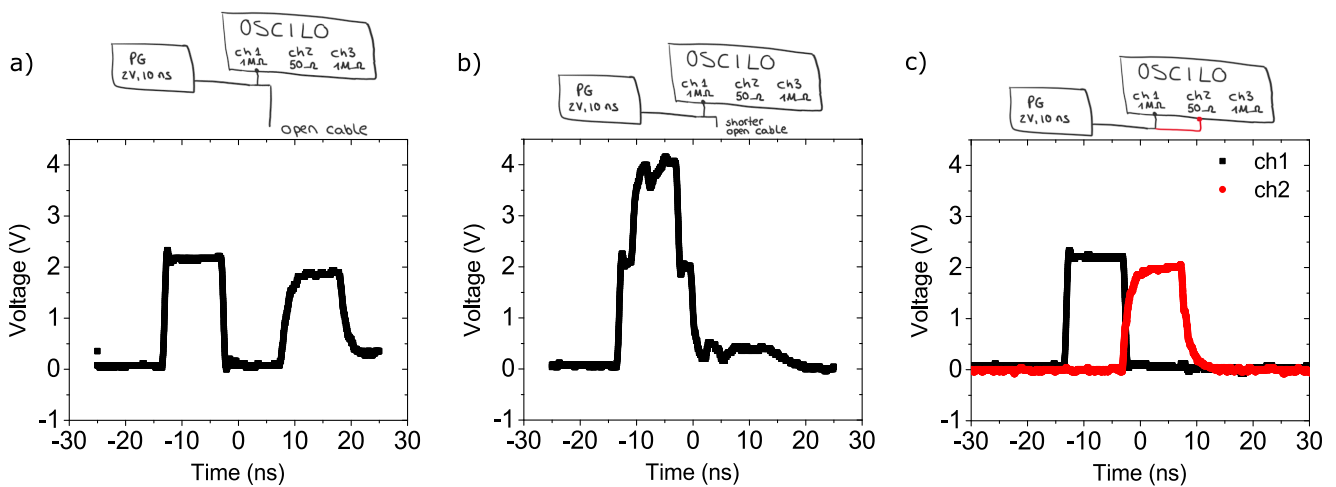 a)
OSCILO
PG
2V, 10 ns
ch1 ch2 ch3
1MΩ 50Ω 1MΩ
open cable
Voltage (V)
4
3
2
1
0
-1
-30 -20 -10 0 10 20 30
Time (ns)
b)
OSCILO
PG
2V, 10 ns
ch1 ch2 ch3
1MΩ 50Ω 1MΩ
shorter
open cable
Voltage (V)
4
3
2
1
0
-1
-30 -20 -10 0 10 20 30
Time (ns)
c)
OSCILO
PG
2V, 10 ns
ch1 ch2 ch3
1MΩ 50Ω 1MΩ
ch1
ch2
Voltage (V)
4
3
2
1
0
-1
-30 -20 -10 0 10 20 30
Time (ns)